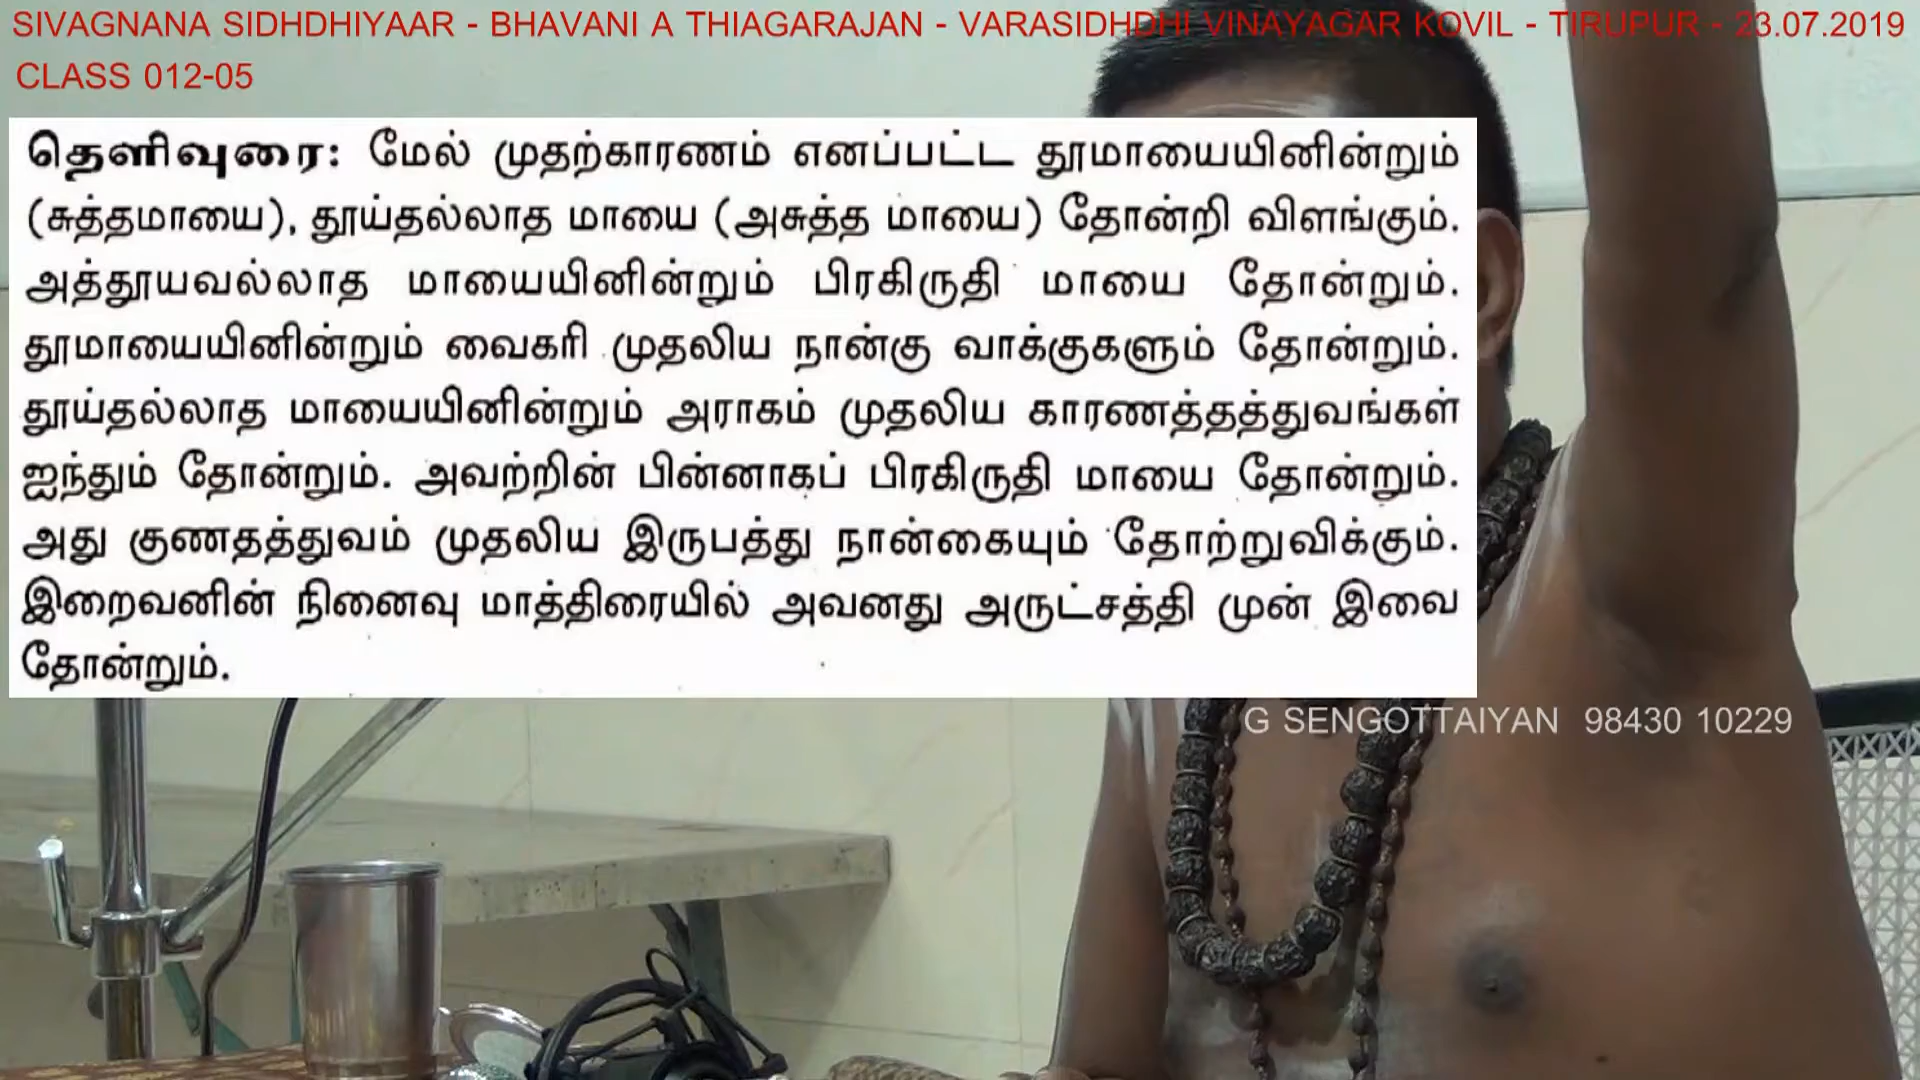 SIVAGNANA SIDHDHIYAAR - BHAVANI A THIAGARAJAN - VARASIDHDHI VINAYAGAR KOVIL - TIRUPUR - 23.07.2019
CLASS 012-05
தெளிவுரை: மேல் முதற்காரணம் எனப்பட்ட தூமாயையினின்றும்
(சுத்தமாயை), தூய்தல்லாத மாயை (அசுத்த மாயை) தோன்றி விளங்கும்.
அத்தூயவல்லாத மாயையினின்றும் பிரகிருதி மாயை தோன்றும்.
தூமாயையினின்றும் வைகரி முதலிய நான்கு வாக்குகளும் தோன்றும்.
தூய்தல்லாத மாயையினின்றும் அராகம் முதலிய காரணத்தத்துவங்கள்
ஐந்தும் தோன்றும். அவற்றின் பின்னாகப் பிரகிருதி மாயை தோன்றும்.
அது குணதத்துவம் முதலிய இருபத்து நான்கையும் தோற்றுவிக்கும்.
இறைவனின் நினைவு மாத்திரையில் அவனது அருட்சத்தி முன் இவை
தோன்றும்.
G SENGOTTAIYAN 98430 10229